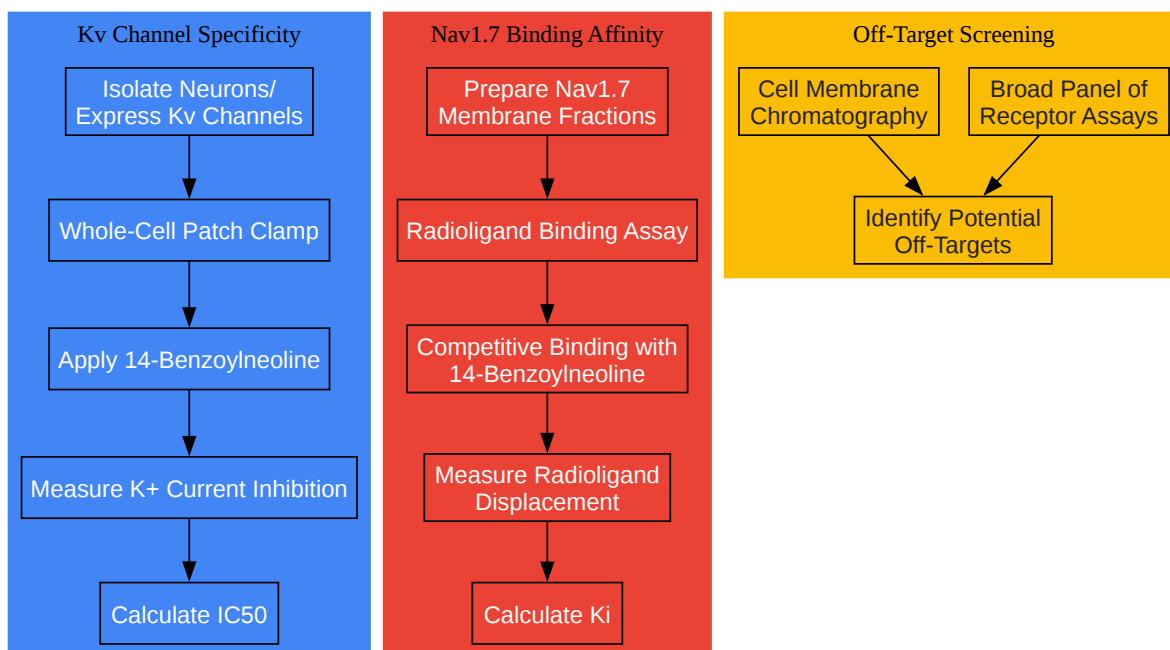 Kv Channel Specificity
Isolate Neurons/
Express Kv Channels
Whole-Cell Patch Clamp
Apply 14-Benzoylneoline
Measure K+ Current Inhibition
Calculate IC50
Nav1.7 Binding Affinity
Prepare Nav1.7
Membrane Fractions
Radioligand Binding Assay
Competitive Binding with
14-Benzoylneoline
Measure Radioligand
Displacement
Calculate Ki
Off-Target Screening
Cell Membrane
Chromatography
Broad Panel of
Receptor Assays
Identify Potential
Off-Targets